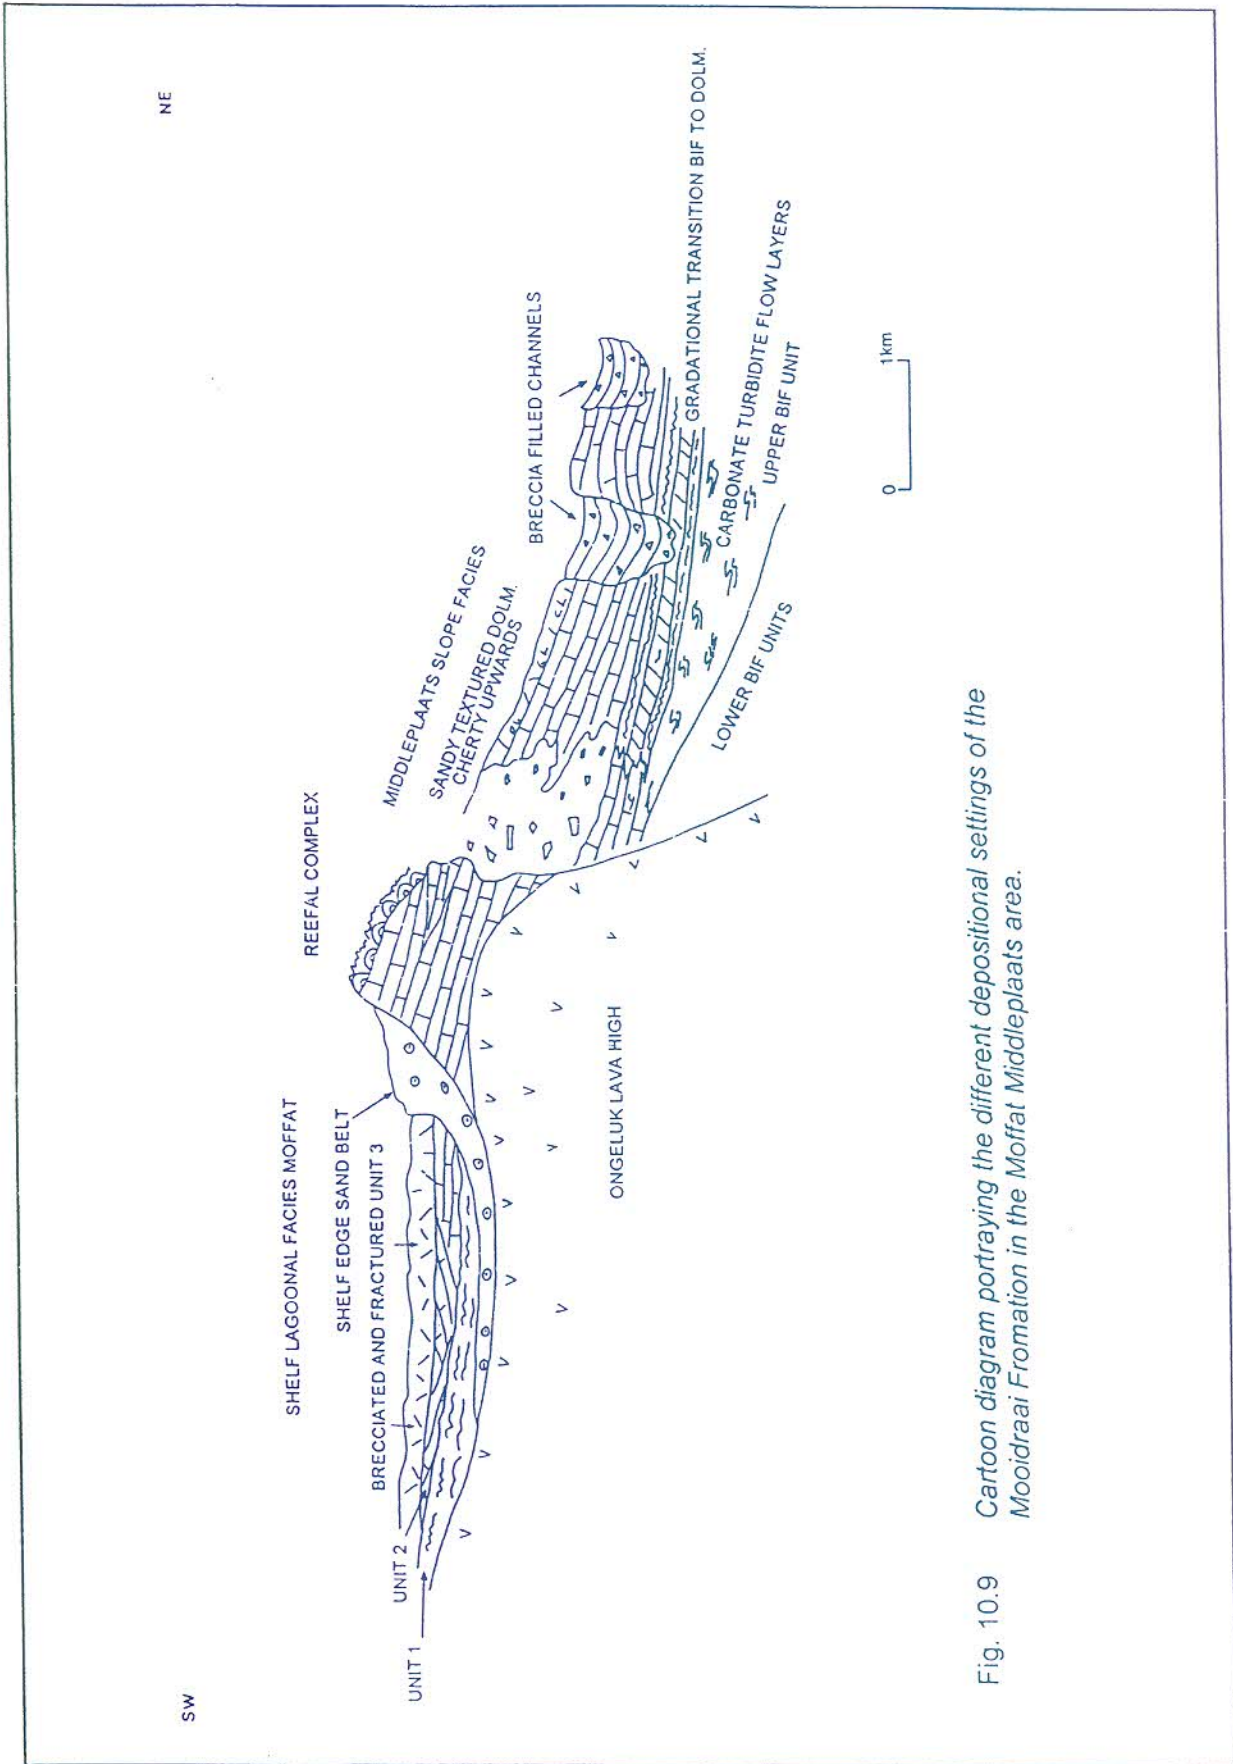 SW
NE
SHELF LAGOONAL FACIES MOFFAT
REEFAL COMPLEX
SHELF EDGE SAND BELT
BRECCIATED AND FRACTURED UNIT 3
UNIT 2
UNIT 1
MIDDLEPLAATS SLOPE FACIES
SANDY TEXTURED DOLM.
CHERTY UPWARDS
BRECCIA FILLED CHANNELS
GRADATIONAL TRANSITION BIF TO DOLM.
CARBONATE TURBIDITE FLOW LAYERS
UPPER BIF UNIT
LOWER BIF UNITS
ONGELUK LAVA HIGH
0 1km
Fig. 10.9 Cartoon diagram portraying the different depositional settings of the
Mooidraai Fromation in the Moffat Middleplaats area.